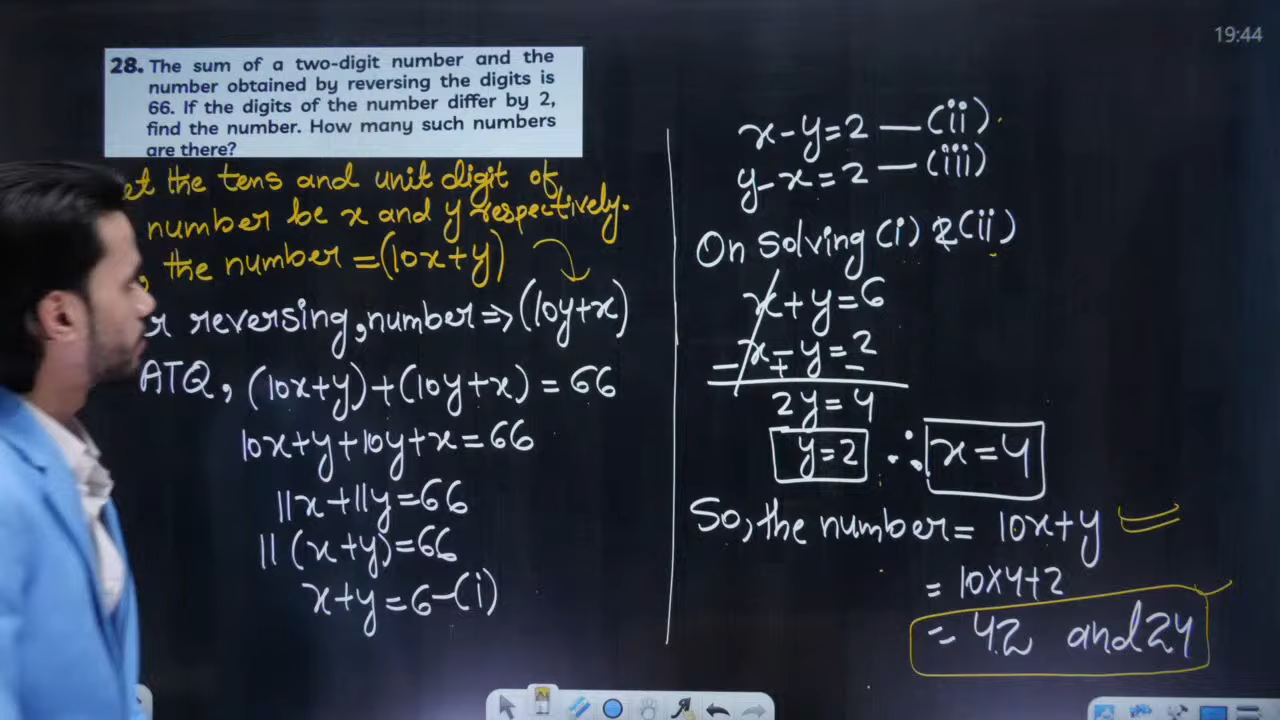 19:44
28. The sum of a two-digit number and the
number obtained by reversing the digits is
66. If the digits of the number differ by 2,
find the number. How many such numbers
are there?
the tens and unit digit of
number be x and y respectively.
, the number = (10x+y)
reversing, number ⇒ (10y+x)
ATQ, (10x+y)+(10y+x) = 66
10x+y+10y+x=66
11x+11y=66
11(x+y)=66
x+y=6-(i)
x-y=2 —(ii)
y-x=2 —(iii)
On Solving (i) & (ii)
x+y=6
x-y=2
- + -
2y=4
y=2 ∴ x=4
So, the number = 10x+y
= 10x4+2
= 42 and 24